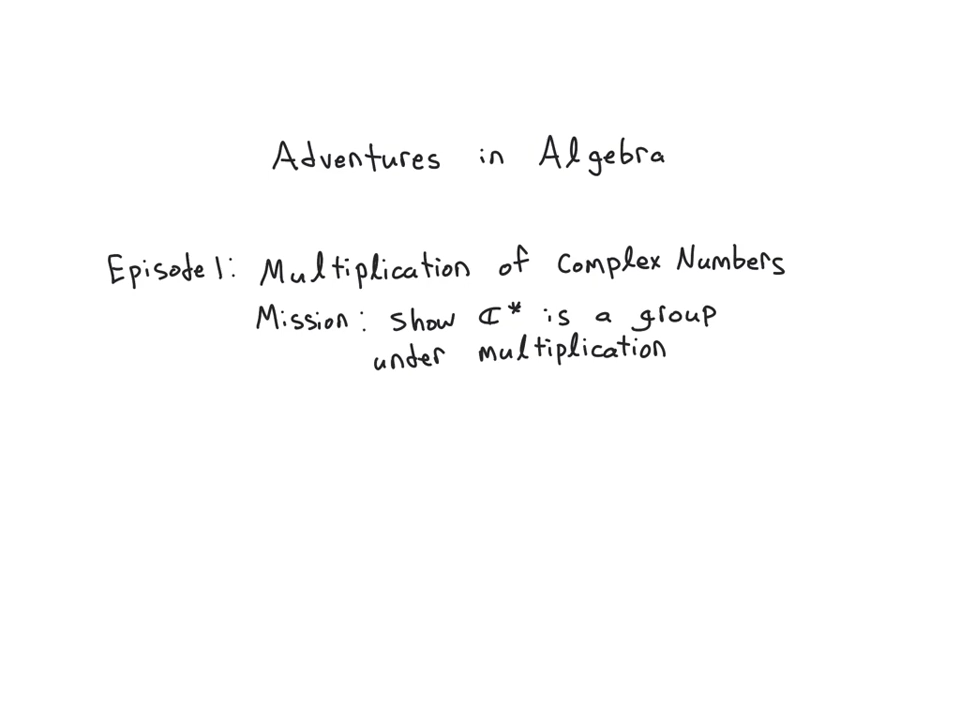 Adventures in Algebra
Episode 1: Multiplication of Complex Numbers
Mission: show ℂ* is a group
under multiplication